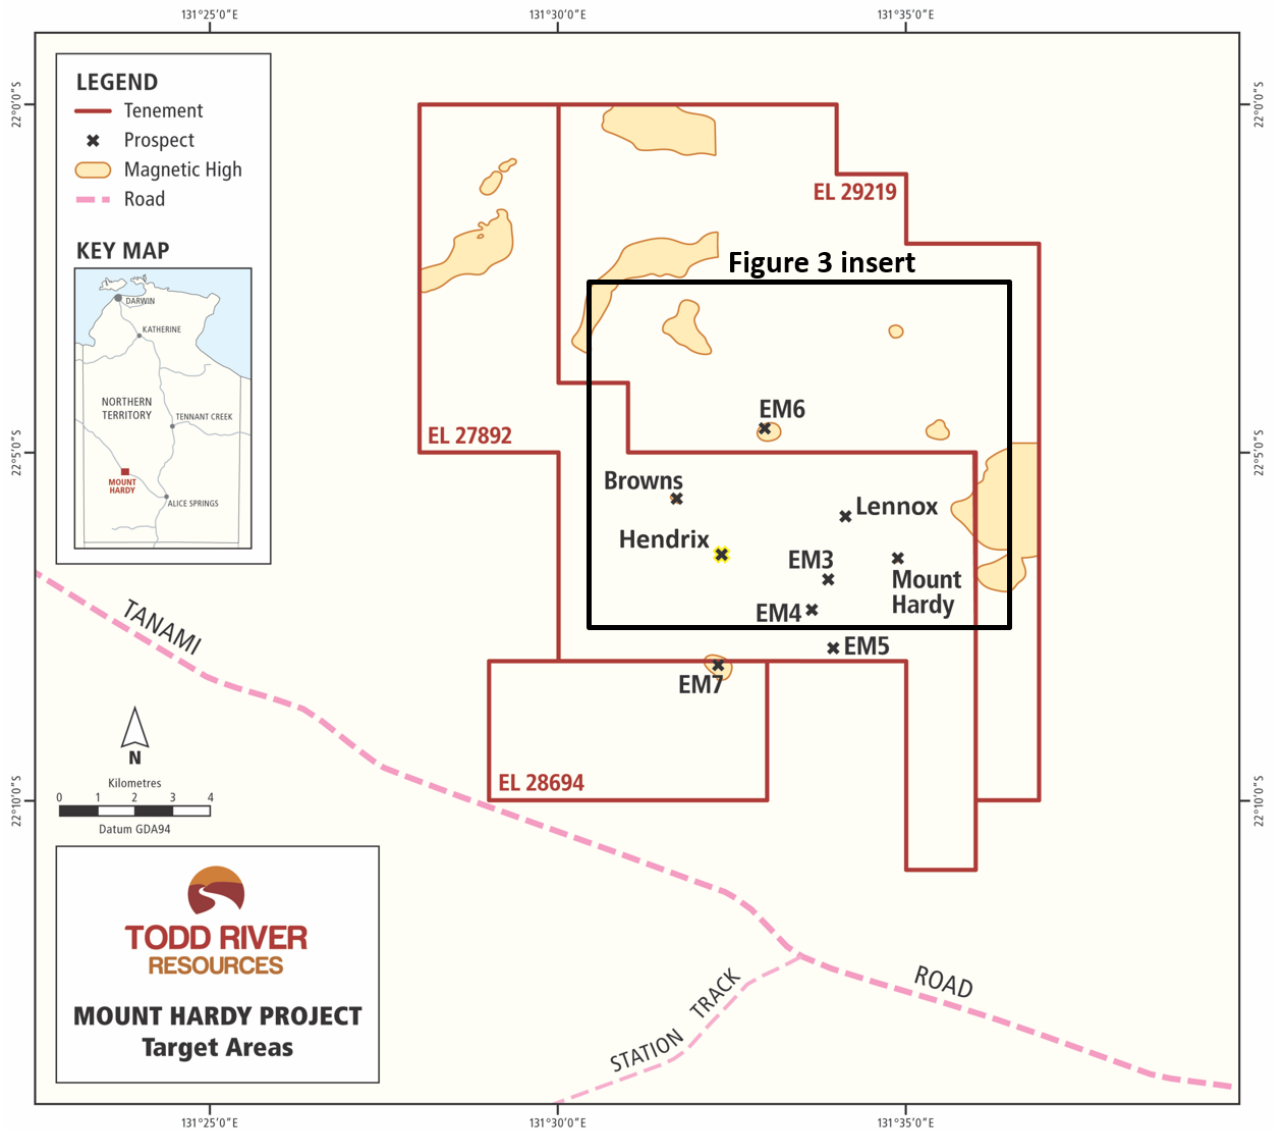 131°25'0"E
131°30'0"E
131°35'0"E
22°0'0"S
22°0'0"S
LEGEND
Tenement
Prospect
Magnetic High
Road
KEY MAP
DARWIN
KATHERINE
NORTHERN
TERRITORY
TENNANT CREEK
MOUNT
HARDY
ALICE SPRINGS
EL 29219
Figure 3 insert
EM6
EL 27892
22°5'0"S
22°5'0"S
Browns
Lennox
Hendrix
EM3
Mount
Hardy
EM4
EM5
EM7
TANAMI
EL 28694
N
Kilometres
0 1 2 3 4
Datum GDA94
22°10'0"S
22°10'0"S
TODD RIVER
RESOURCES
MOUNT HARDY PROJECT
Target Areas
ROAD
STATION TRACK
131°25'0"E
131°30'0"E
131°35'0"E